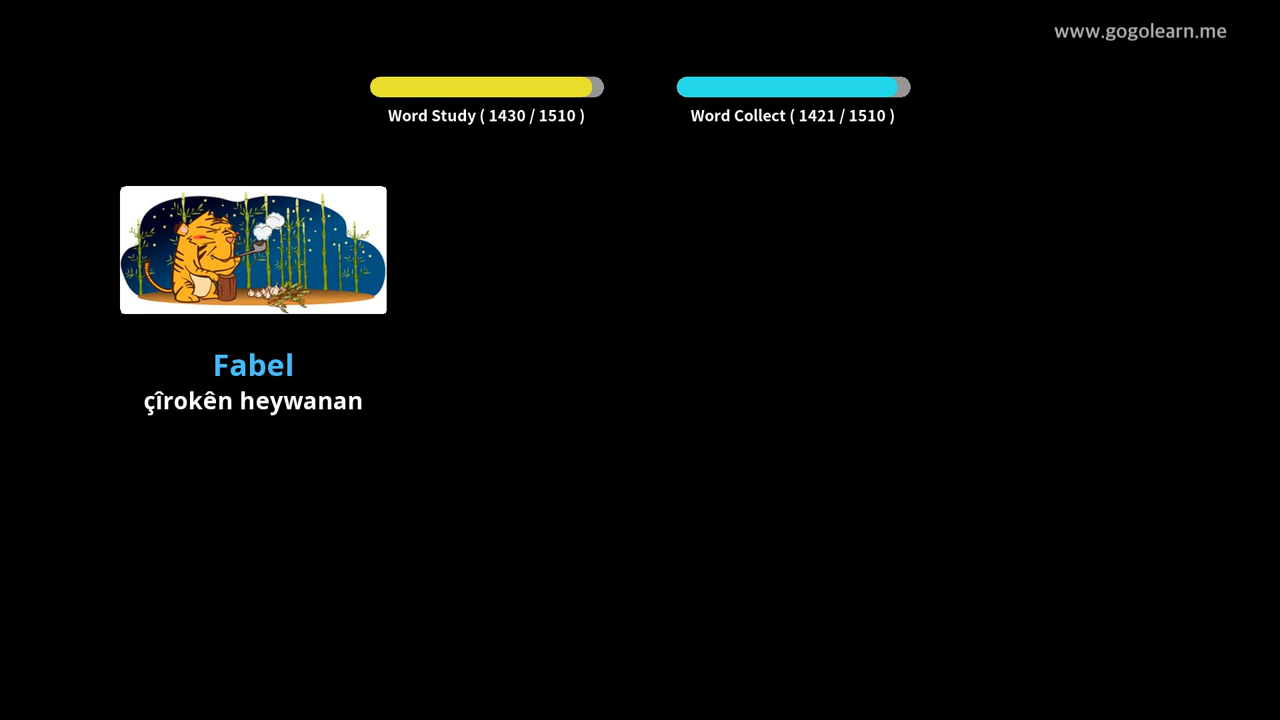 www.gogolearn.me
Word Study ( 1430 / 1510 )
Word Collect ( 1421 / 1510 )
Fabel
çîrokên heywanan